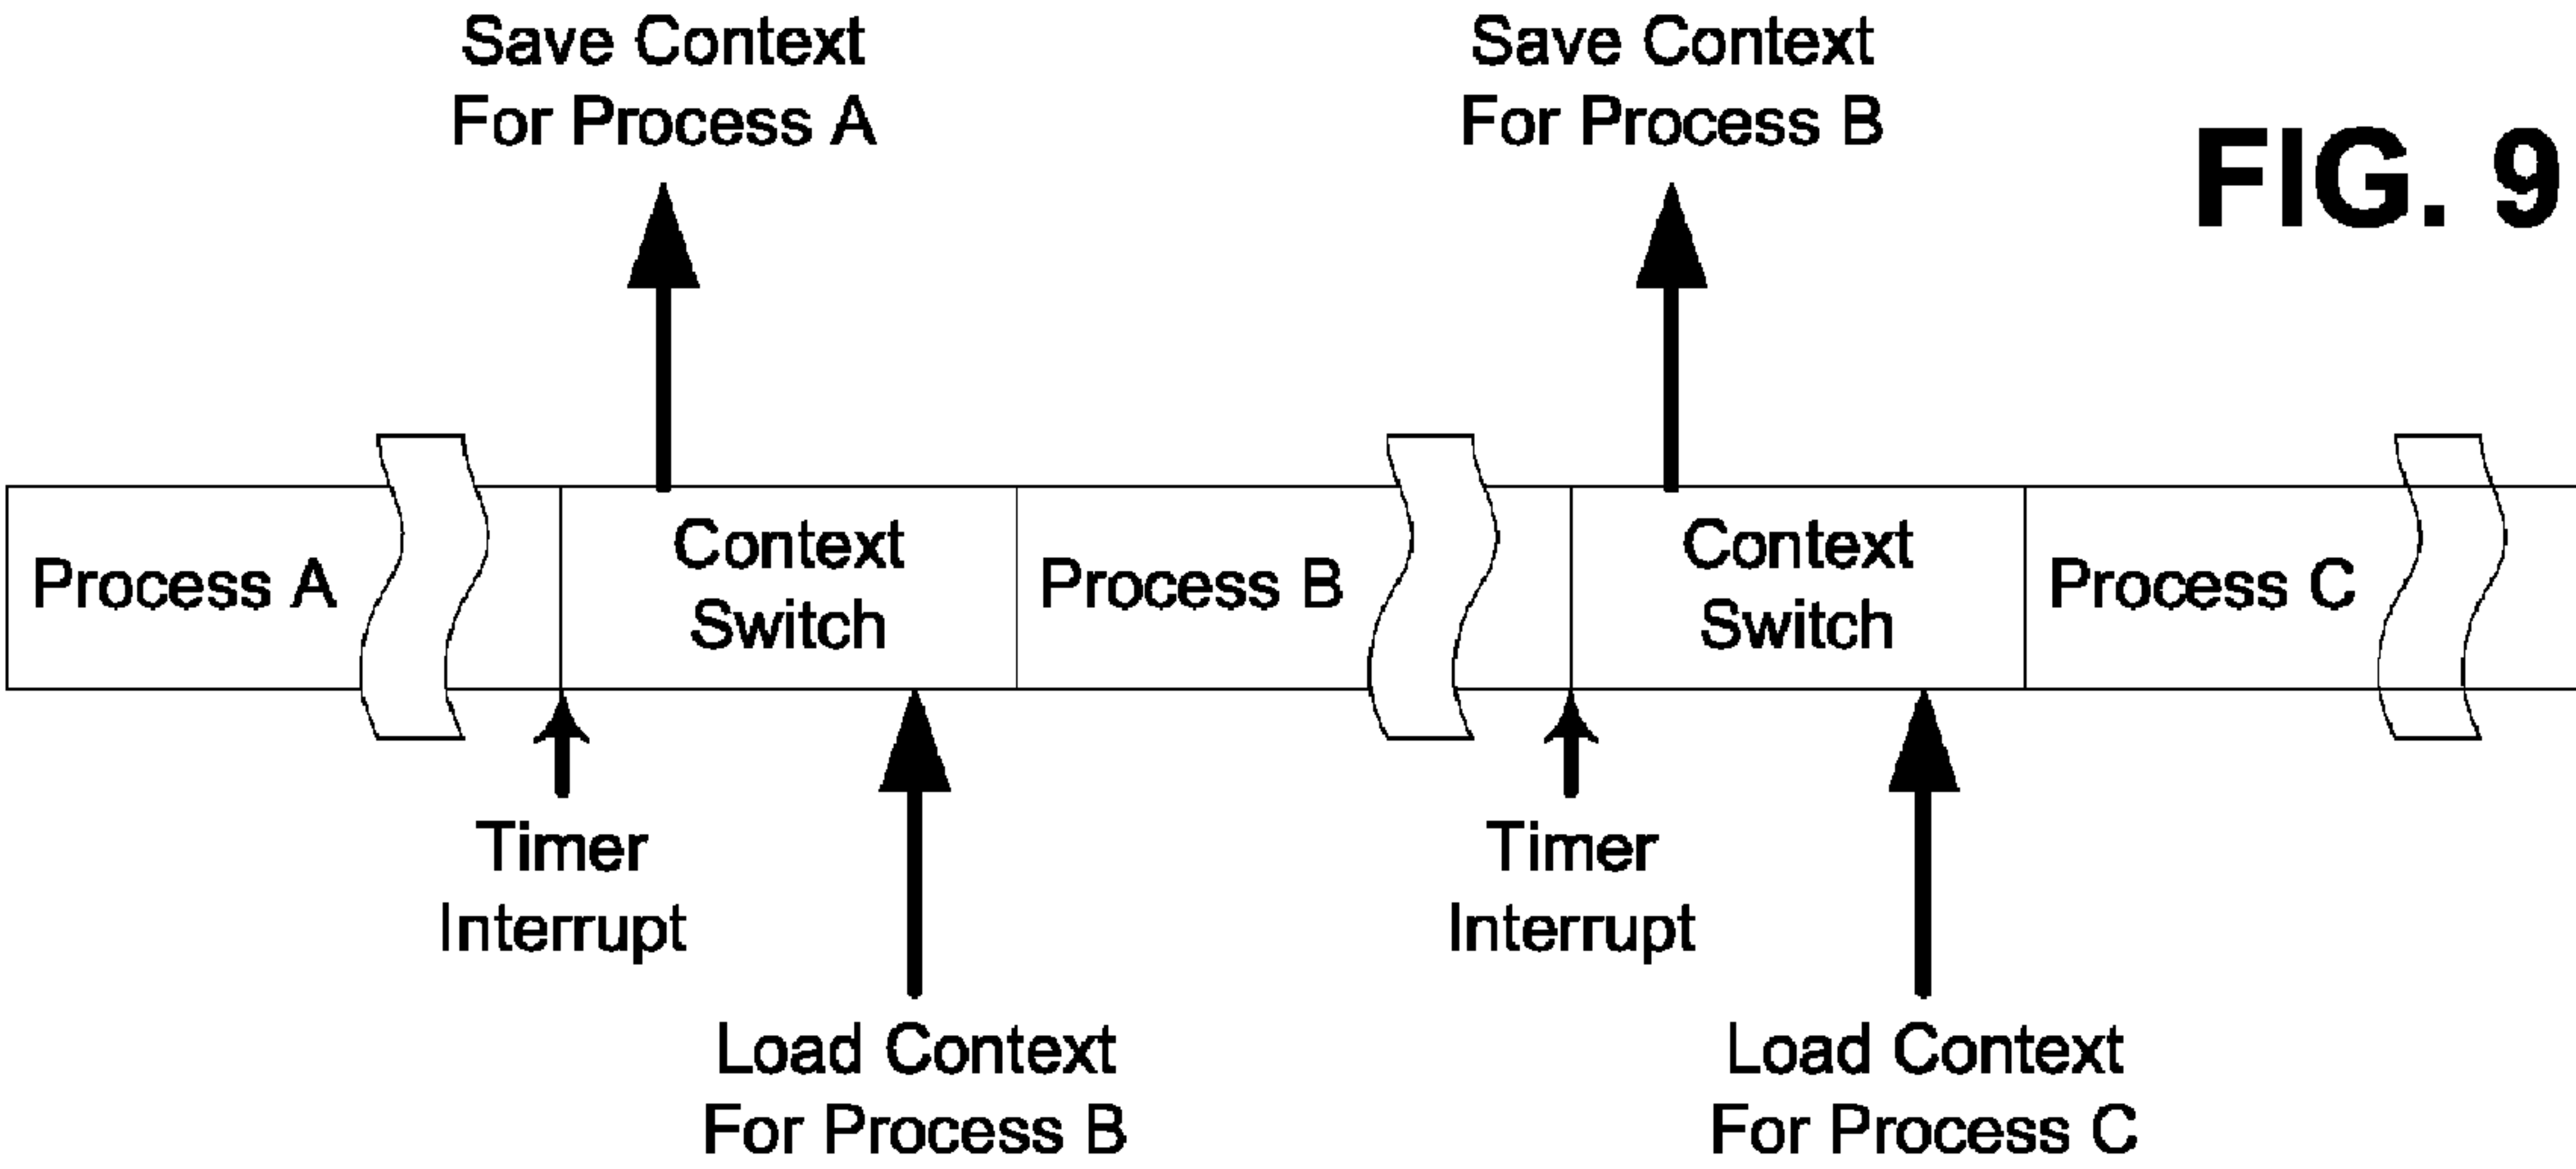 Save Context
For Process A
Save Context
For Process B
FIG. 9
Process A
Context
Switch
Process B
Context
Switch
Process C
Timer
Interrupt
Timer
Interrupt
Load Context
For Process B
Load Context
For Process C